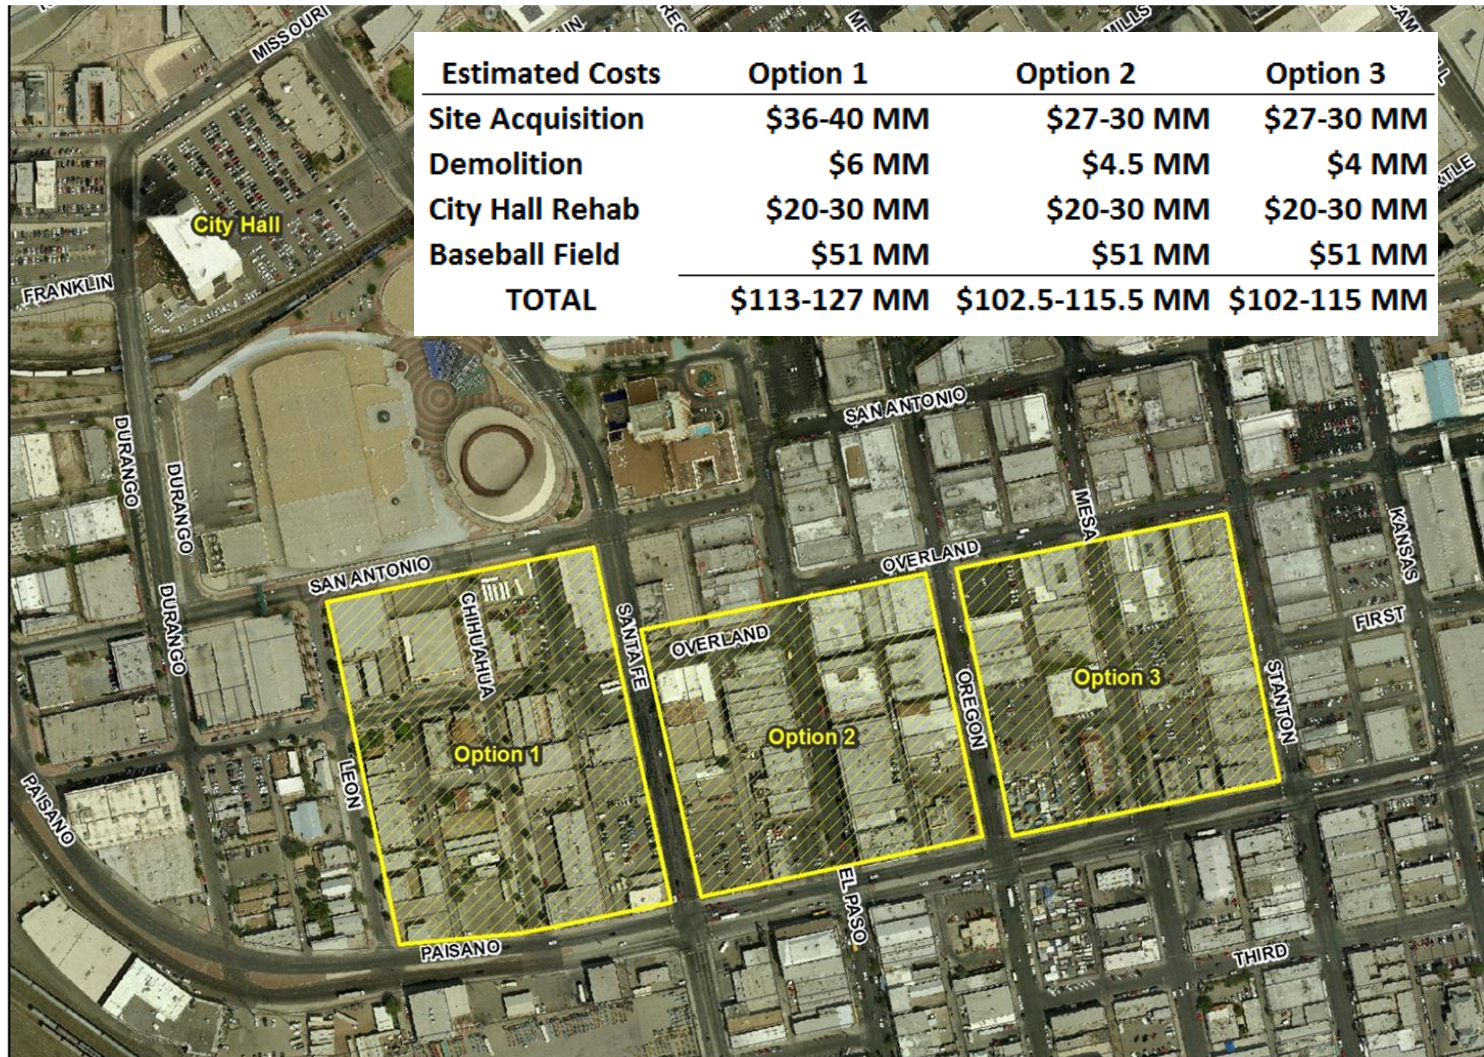 MISSOURI
MILLS
Estimated Costs Option 1 Option 2 Option 3
Site Acquisition $36-40 MM $27-30 MM $27-30 MM
Demolition $6 MM $4.5 MM $4 MM
City Hall Rehab $20-30 MM $20-30 MM $20-30 MM
Baseball Field $51 MM $51 MM $51 MM
TOTAL $113-127 MM $102.5-115.5 MM $102-115 MM
City Hall
FRANKLIN
SAN ANTONIO
DURANGO
DURANGO
MESA
KANSAS
OVERLAND
SAN ANTONIO
CHIHUAHUA
DURANGO
SANTA FE
OVERLAND
FIRST
OREGON
STANTON
Option 3
Option 2
Option 1
LEON
PAISANO
EL PASO
PAISANO
THIRD